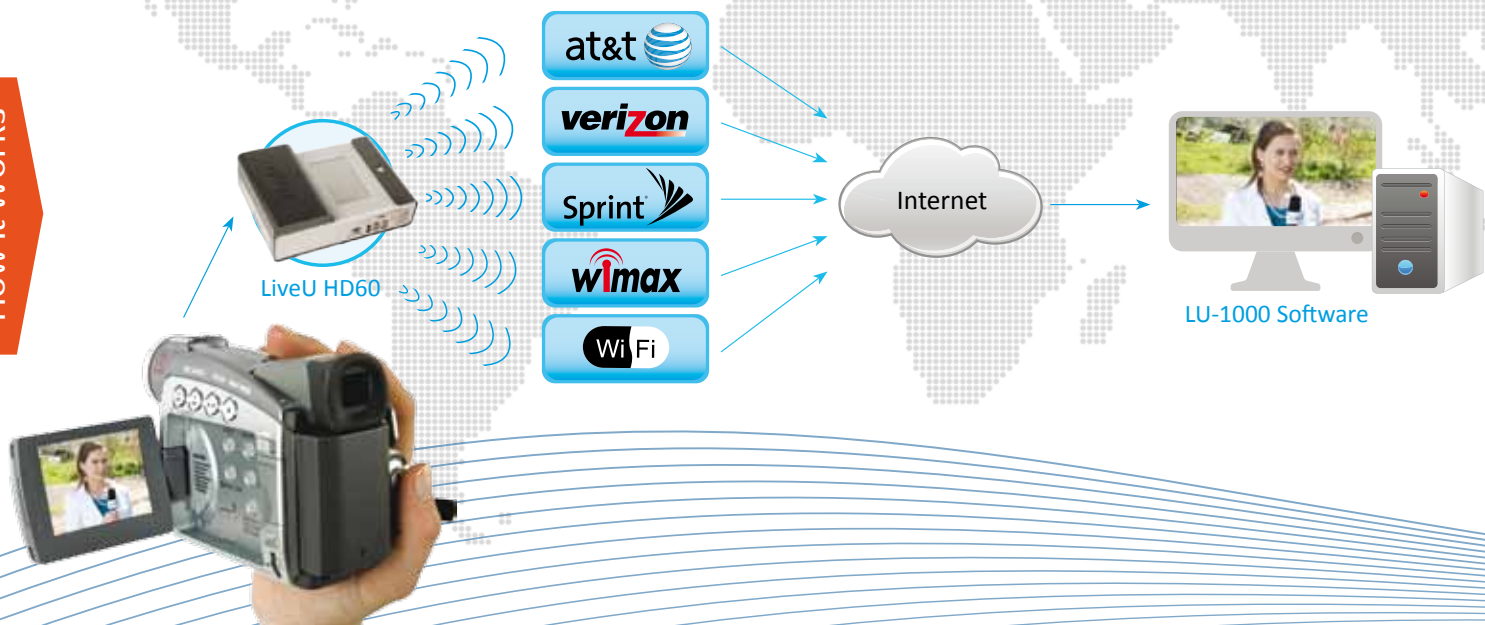 How it Works
at&t
verizon
Sprint
wimax
Wi Fi
Internet
LiveU HD60
LU-1000 Software